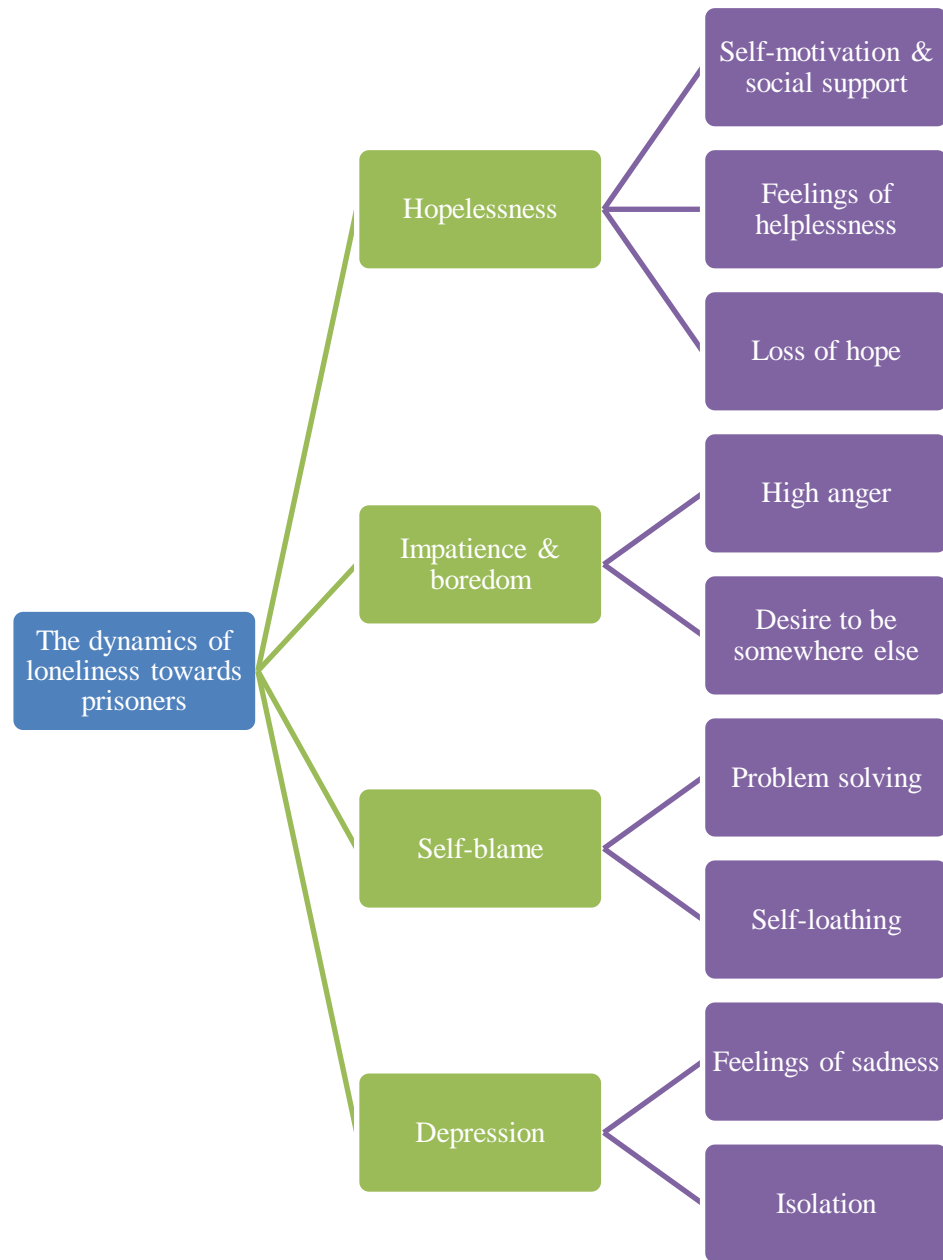 Self-motivation &
social support
Hopelessness
Feelings of
helplessness
Loss of hope
High anger
Impatience &
boredom
Desire to be
somewhere else
The dynamics of
loneliness towards
prisoners
Problem solving
Self-blame
Self-loathing
Feelings of sadness
Depression
Isolation